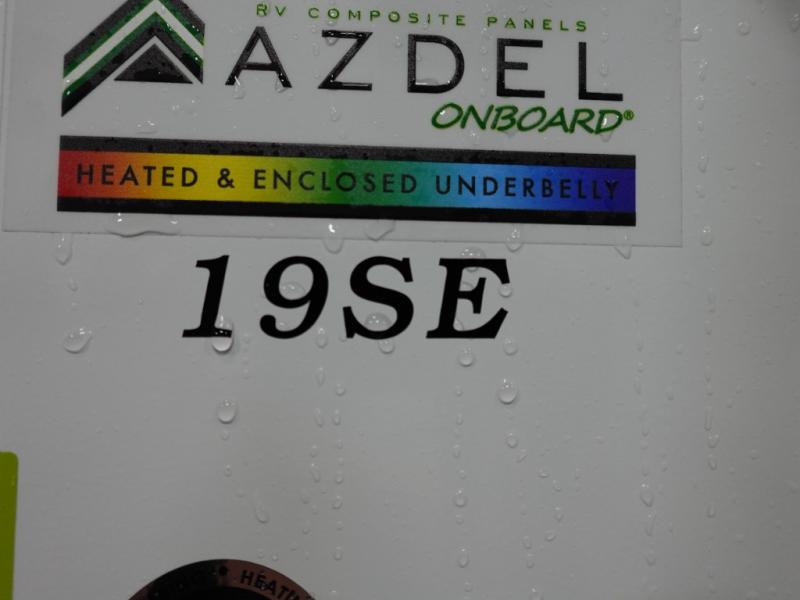 RV COMPOSITE PANELS
AZDEL
ONBOARD®
HEATED & ENCLOSED UNDERBELLY
19SE